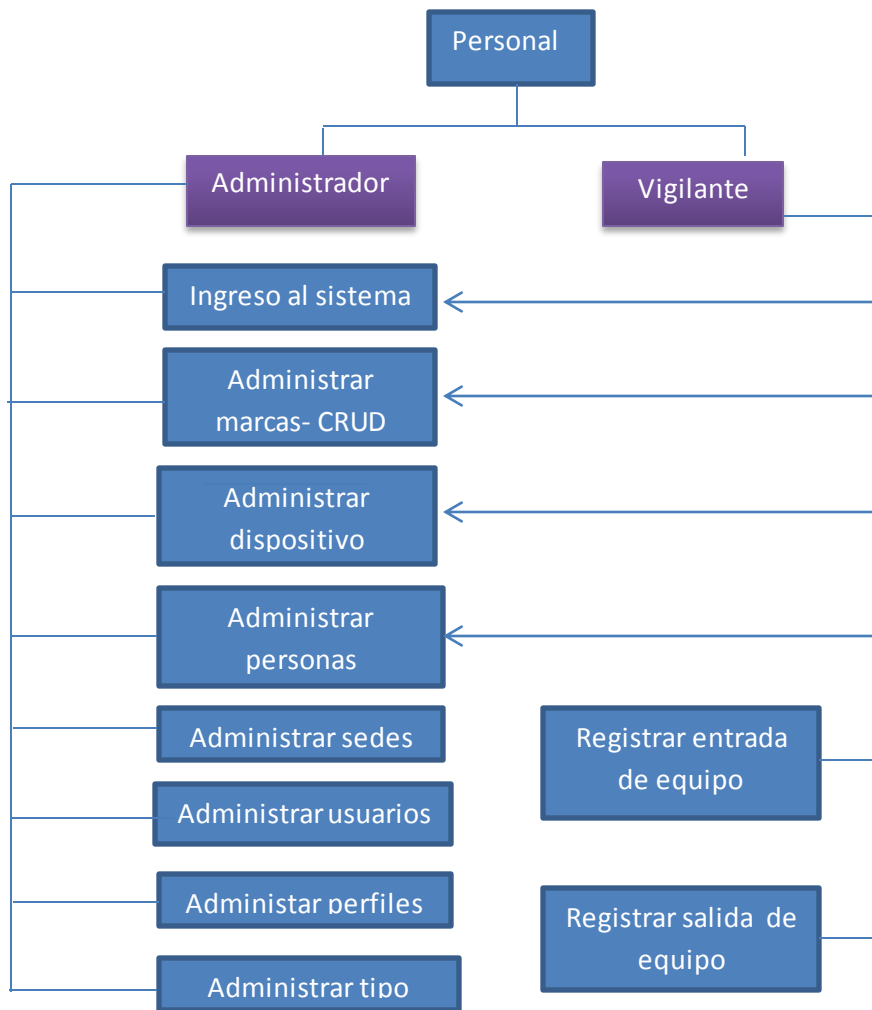 Personal
Administrador
Vigilante
Ingreso al sistema
Administrar
marcas- CRUD
Administrar
dispositivo
Administrar
personas
Administrar sedes
Administrar usuarios
Administar perfiles
Administrar tipo
Registrar entrada
de equipo
Registrar salida de
equipo